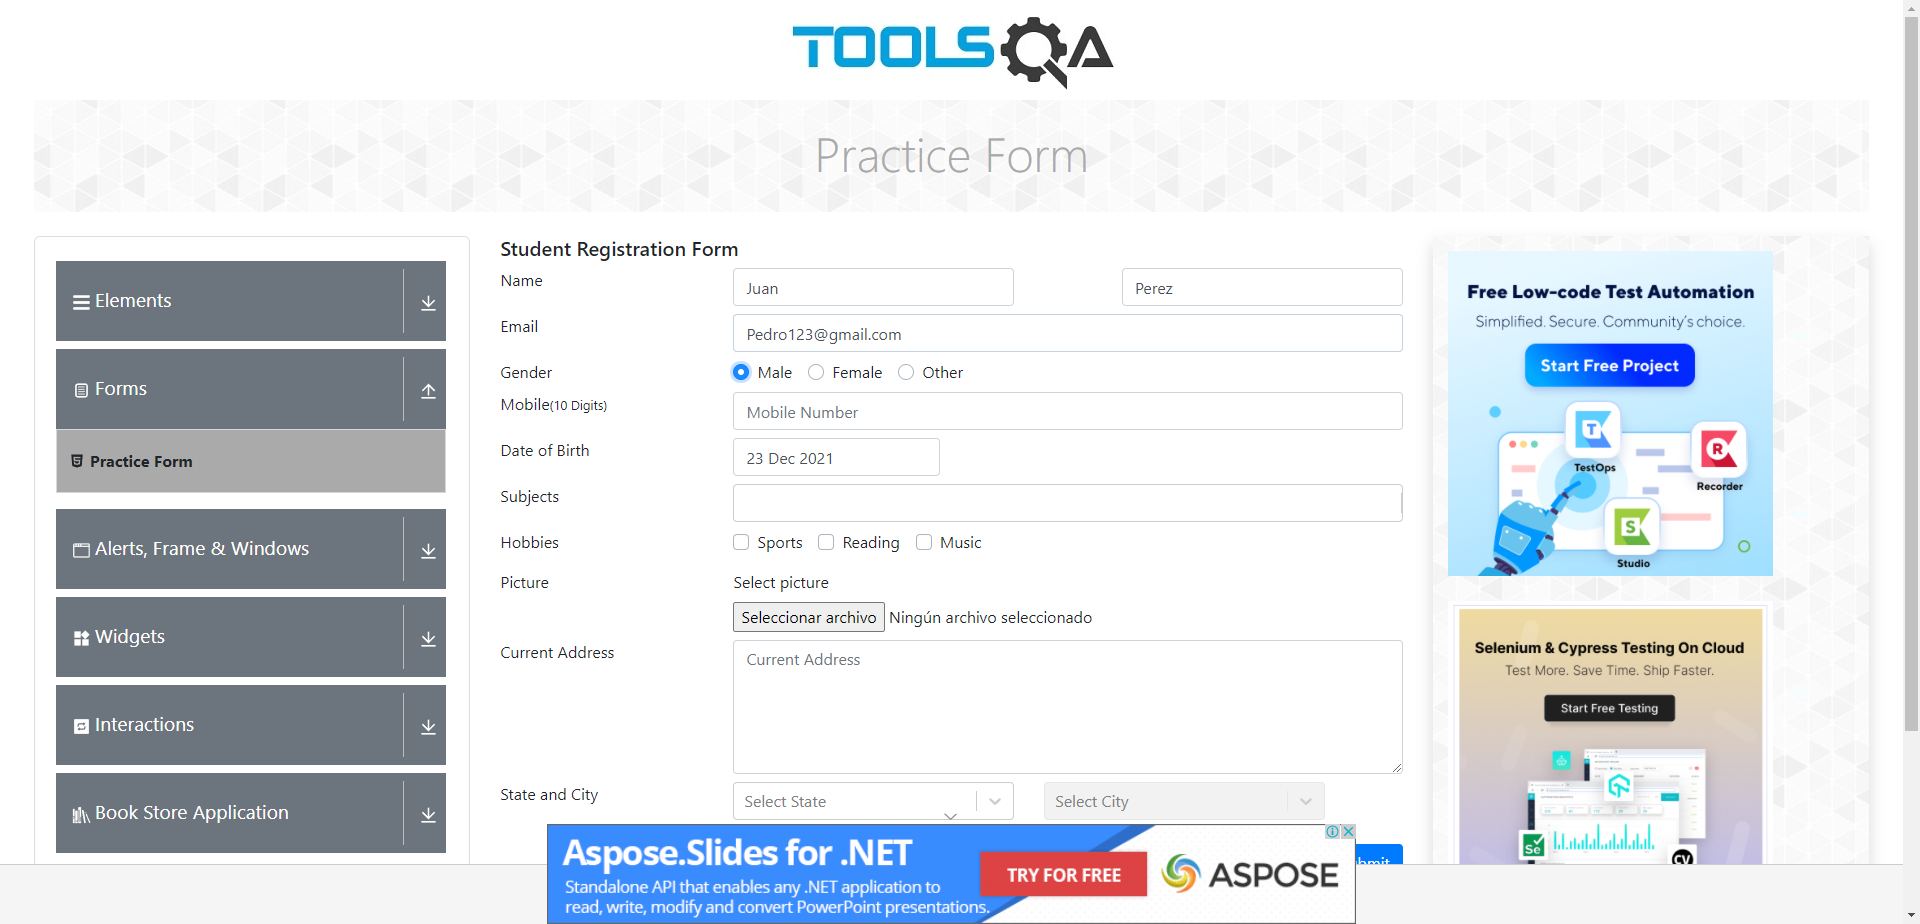 TOOLSQA
Practice Form
Elements
Forms
Practice Form
Alerts, Frame & Windows
Widgets
Interactions
Book Store Application
Student Registration Form
Name
Juan
Perez
Email
Pedro123@gmail.com
Gender
Male
Female
Other
Mobile(10 Digits)
Mobile Number
Date of Birth
23 Dec 2021
Subjects
Hobbies
Sports
Reading
Music
Picture
Select picture
Seleccionar archivo
Ningún archivo seleccionado
Current Address
Current Address
State and City
Select State
Select City
Free Low-code Test Automation
Simplified. Secure. Community's choice.
Start Free Project
T
TestOps
R
Recorder
S
Studio
Selenium & Cypress Testing On Cloud
Test More. Save Time. Ship Faster.
Start Free Testing
Se
cy
Aspose.Slides for .NET
Standalone API that enables any .NET application to
read, write, modify and convert PowerPoint presentations.
TRY FOR FREE
ASPOSE